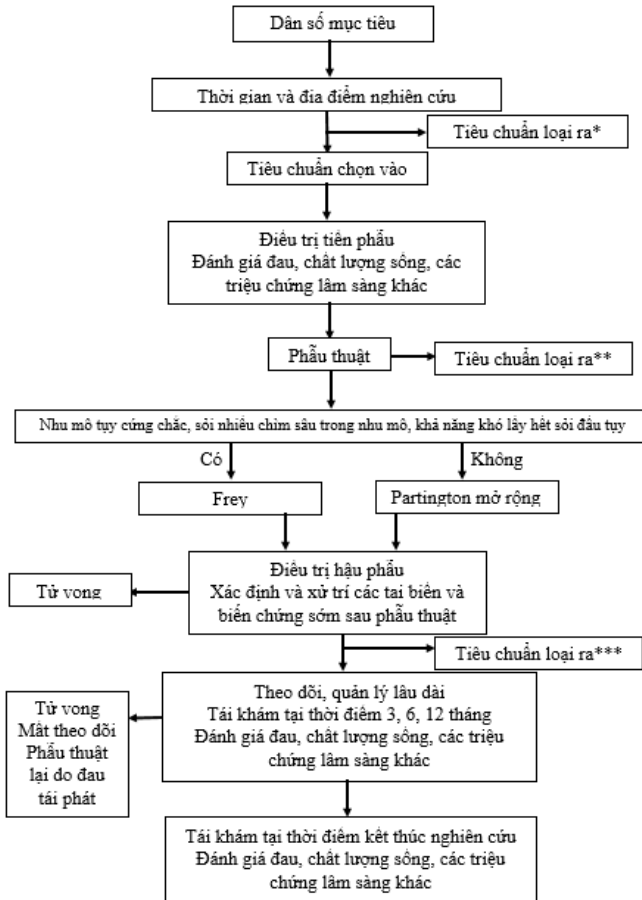 Dân số mục tiêu
Thời gian và địa điểm nghiên cứu
Tiêu chuẩn loại ra*
Tiêu chuẩn chọn vào
Điều trị tiền phẫu
Đánh giá đau, chất lượng sống, các
triệu chứng lâm sàng khác
Phẫu thuật
Tiêu chuẩn loại ra**
Nhu mô tụy cứng chắc, sỏi nhiều chìm sâu trong nhu mô, khả năng khó lấy hết sỏi đầu tụy
Có
Không
Frey
Partington mở rộng
Điều trị hậu phẫu
Xác định và xử trí các tai biến và
biến chứng sớm sau phẫu thuật
Tử vong
Tiêu chuẩn loại ra***
Theo dõi, quản lý lâu dài
Tái khám tại thời điểm 3, 6, 12 tháng
Đánh giá đau, chất lượng sống, các triệu
chứng lâm sàng khác
Tử vong
Mất theo dõi
Phẫu thuật
lại do đau
tái phát
Tái khám tại thời điểm kết thúc nghiên cứu
Đánh giá đau, chất lượng sống, các triệu
chứng lâm sàng khác